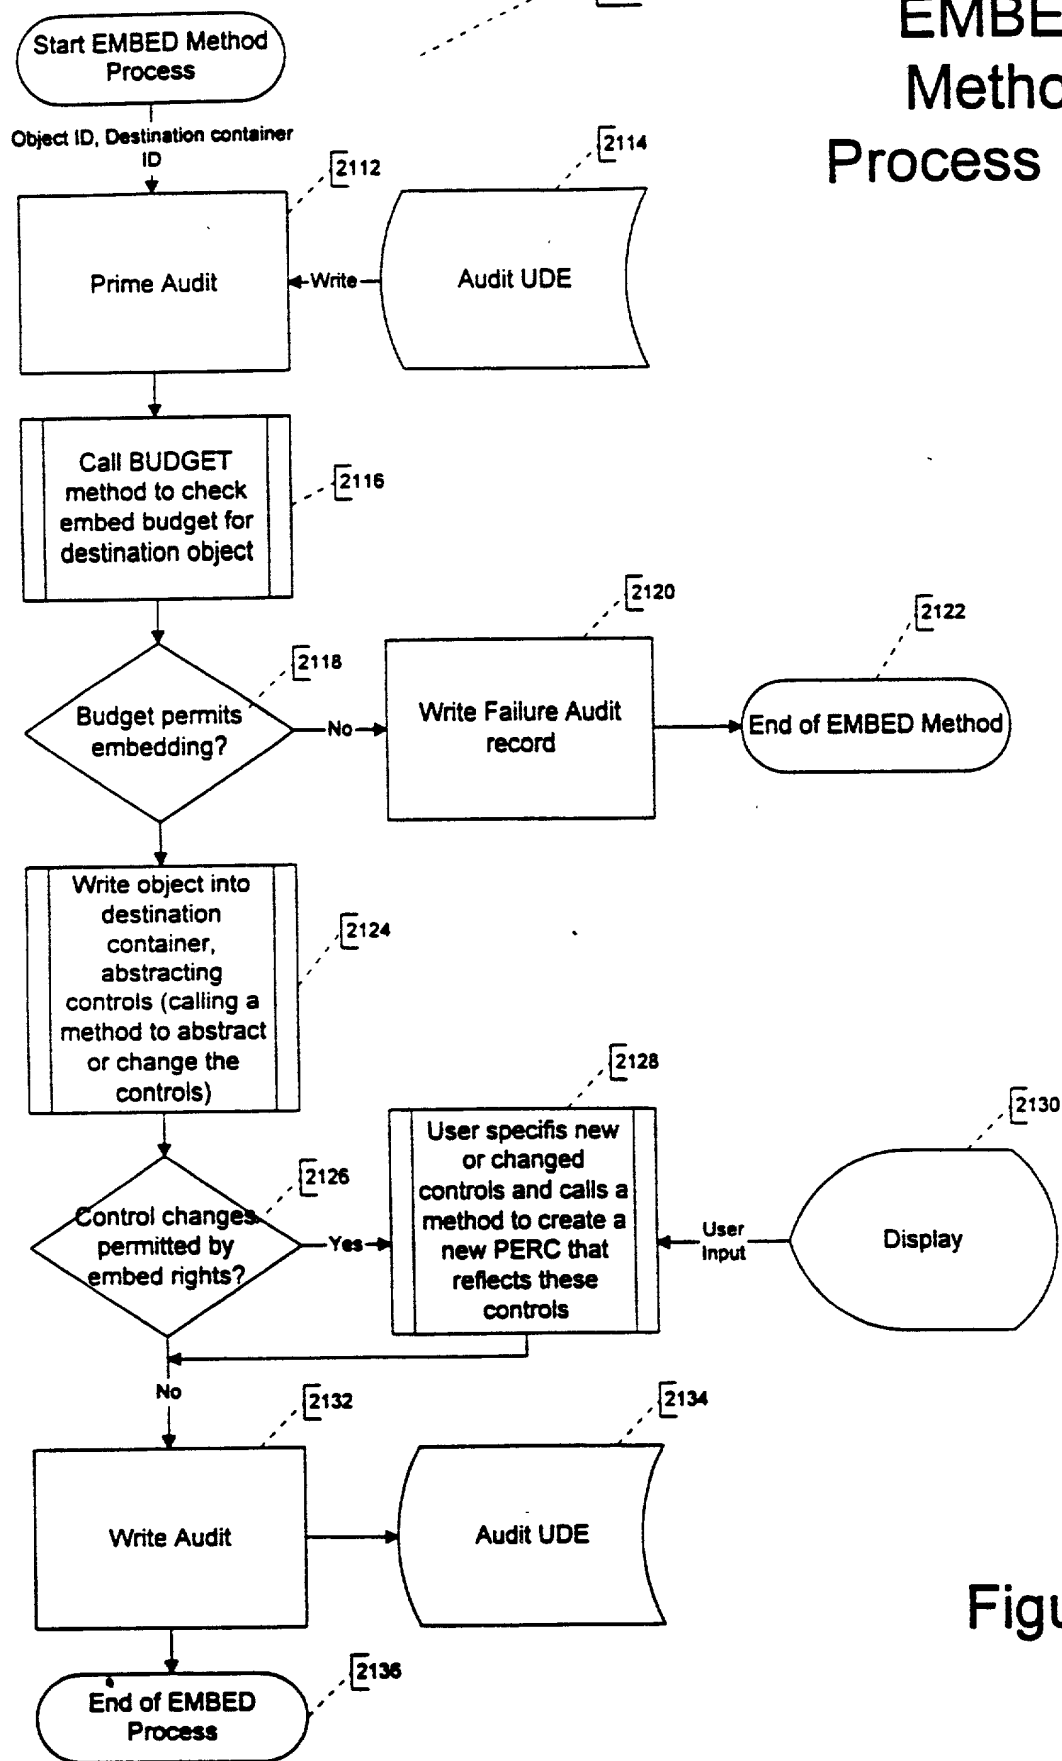 EMBE
Metho
Process
Start EMBED Method
Process
Object ID, Destination container
ID
2112
2114
Prime Audit
Write
Audit UDE
Call BUDGET
method to check
embed budget for
destination object
2116
2118
Budget permits
embedding?
No
2120
Write Failure Audit
record
2122
End of EMBED Method
Write object into
destination
container,
abstracting
controls (calling a
method to abstract
or change the
controls)
2124
2126
Control changes
permitted by
embed rights?
Yes
2128
User specifis new
or changed
controls and calls a
method to create a
new PERC that
reflects these
controls
User
Input
2130
Display
No
2132
Write Audit
2134
Audit UDE
Figu
2136
End of EMBED
Process